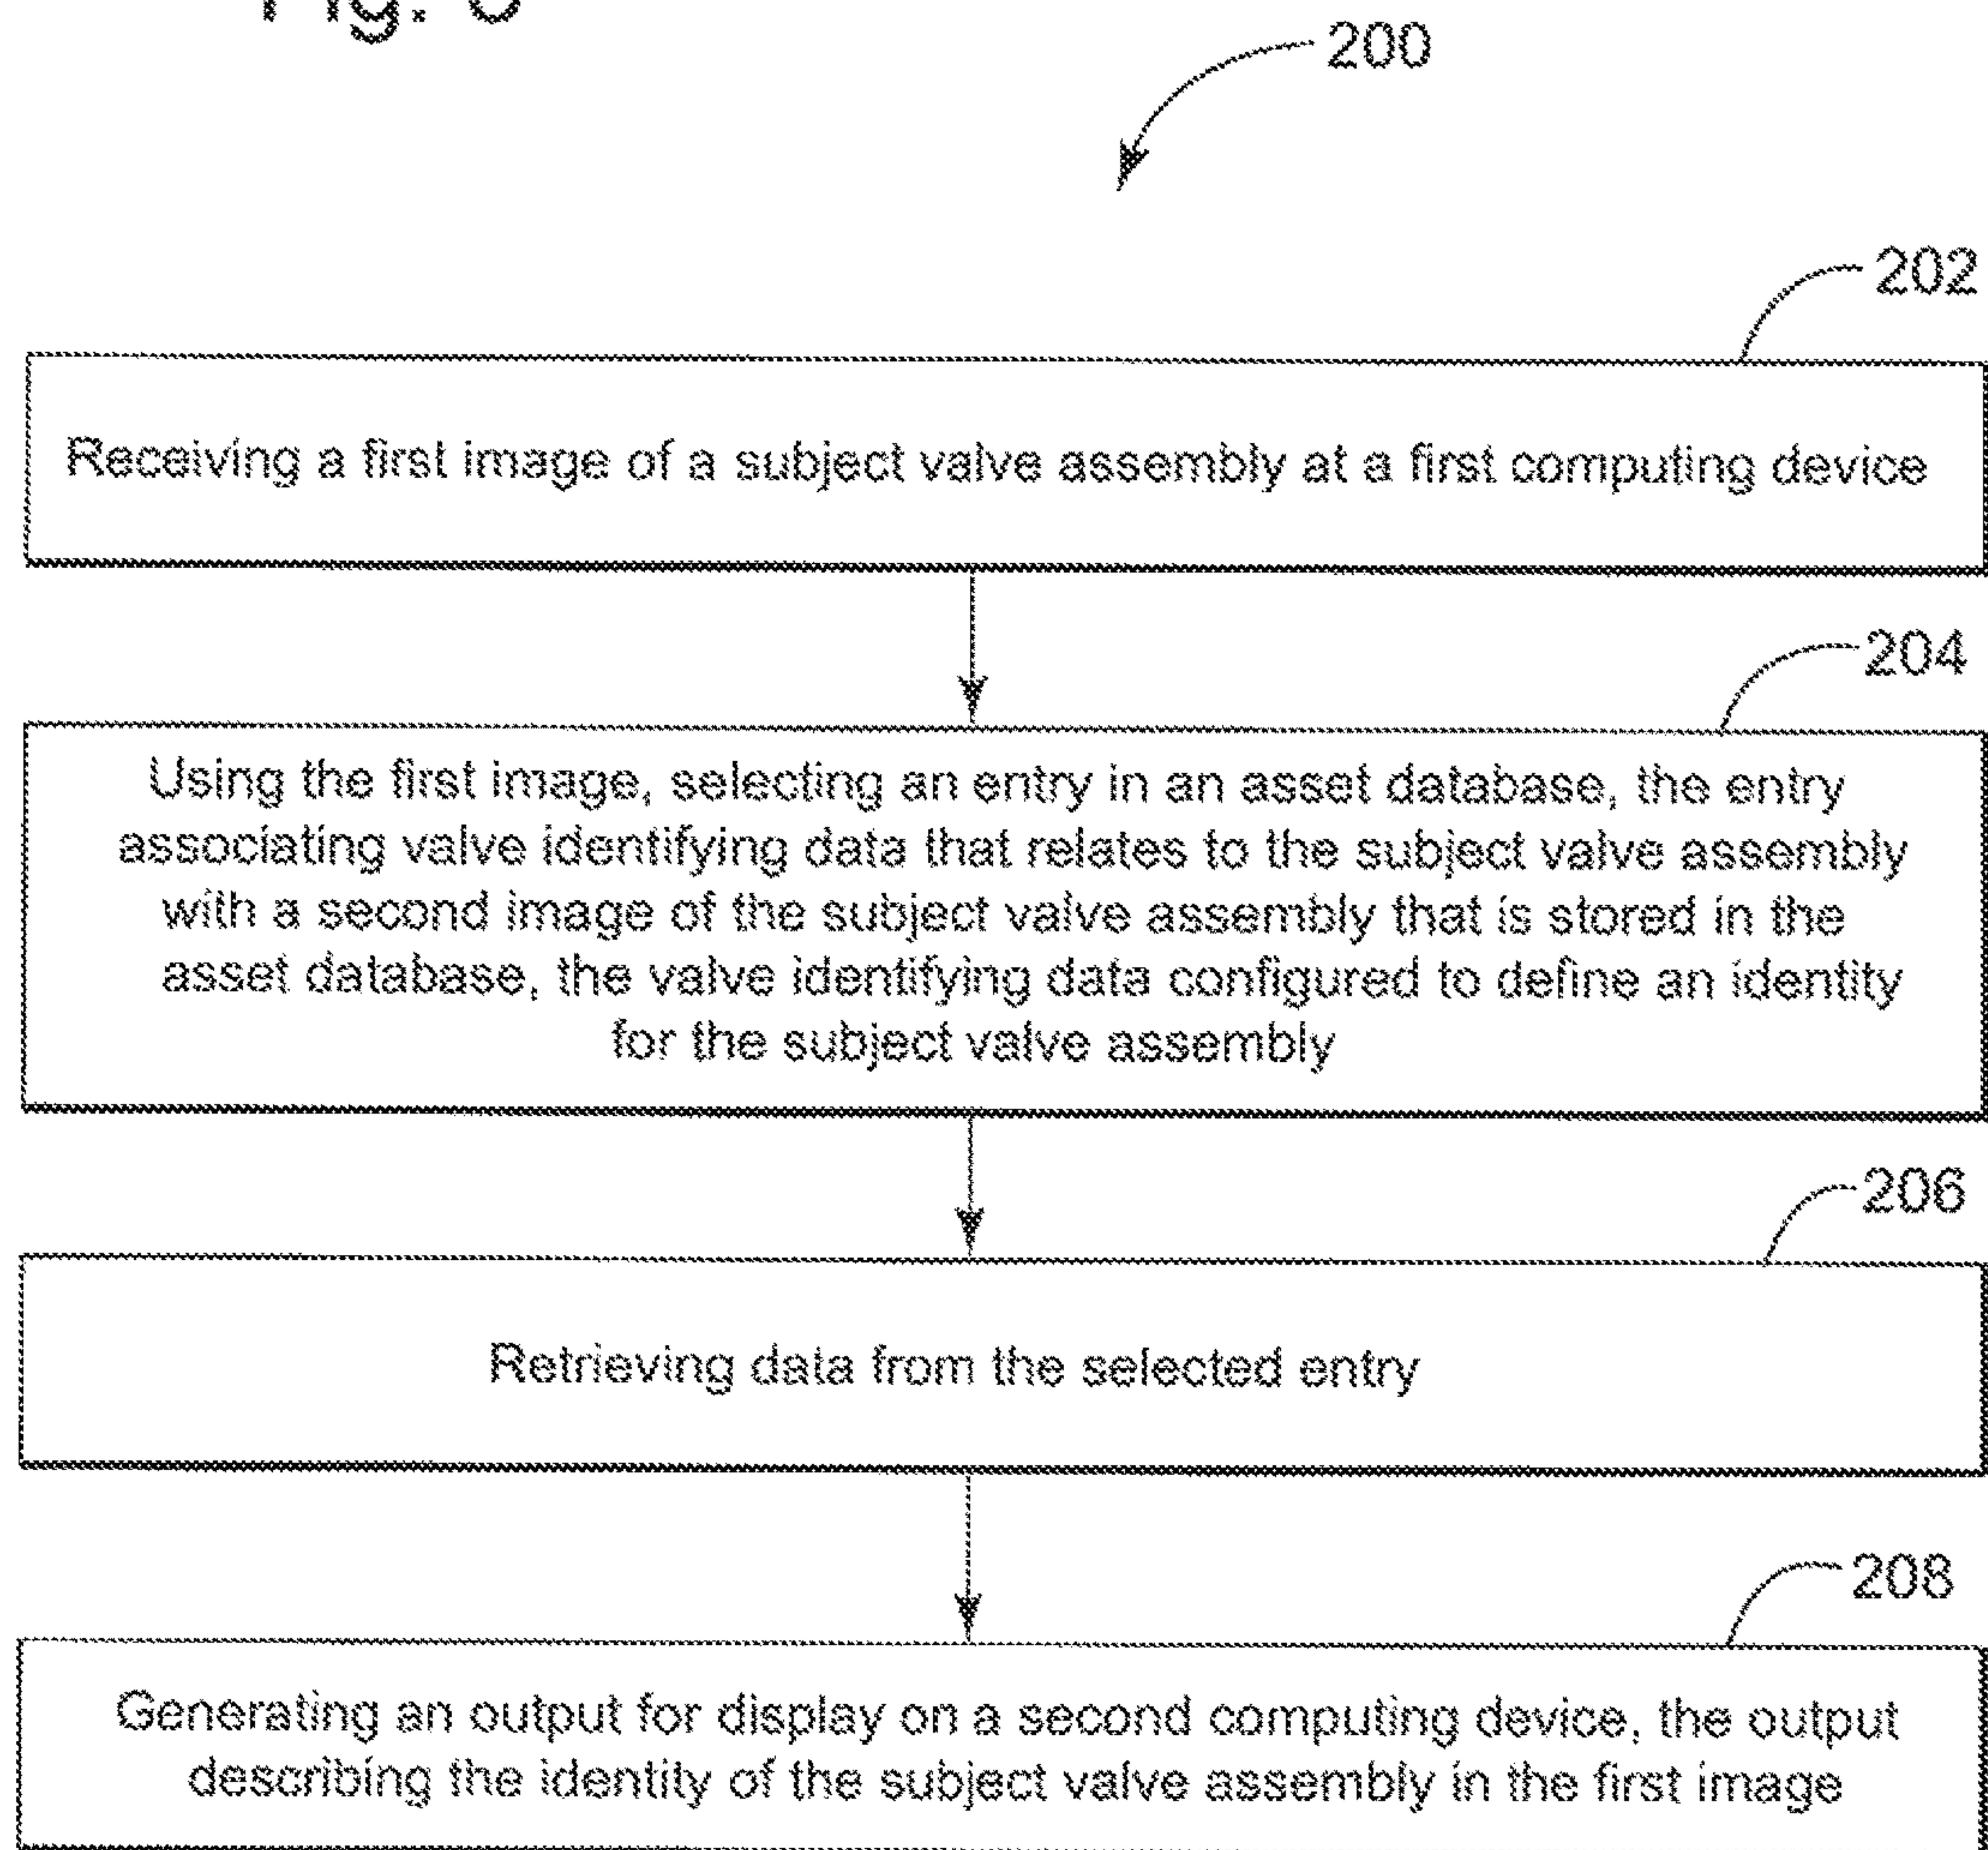 Fig.
200
202
Receiving a first image of a subject valve assembly at a first computing device
204
Using the first image, selecting an entry in an asset database, the entry
associating valve identifying data that relates to the subject valve assembly
with a second image of the subject valve assembly that is stored in the
asset database, the valve identifying data configured to define an identity
for the subject valve assembly
206
Retrieving data from the selected entry
208
Generating an output for display on a second computing device, the output
describing the identity of the subject valve assembly in the first image